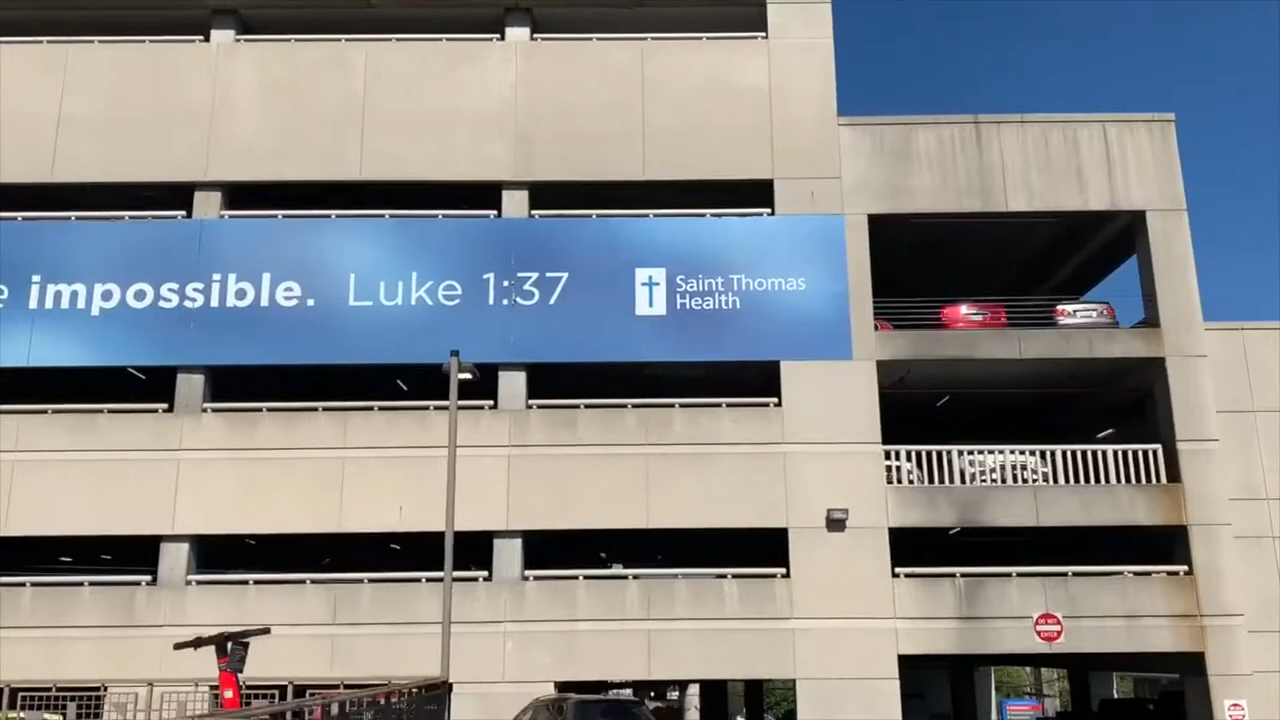 e impossible. Luke 1:37
Saint Thomas
Health
DO NOT
ENTER